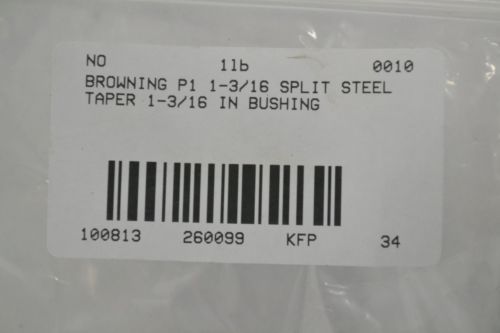 NO 1lb 0010
BROWNING P1 1-3/16 SPLIT STEEL
TAPER 1-3/16 IN BUSHING
100813 260099 KFP 34